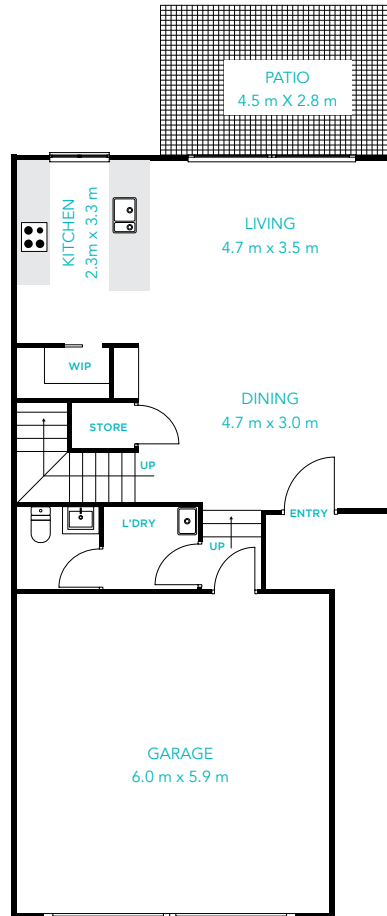 PATIO
4.5 m X 2.8 m
KITCHEN
2.3m x 3.3 m
LIVING
4.7 m x 3.5 m
WIP
DINING
4.7 m x 3.0 m
STORE
UP
ENTRY
L'DRY
UP
GARAGE
6.0 m x 5.9 m